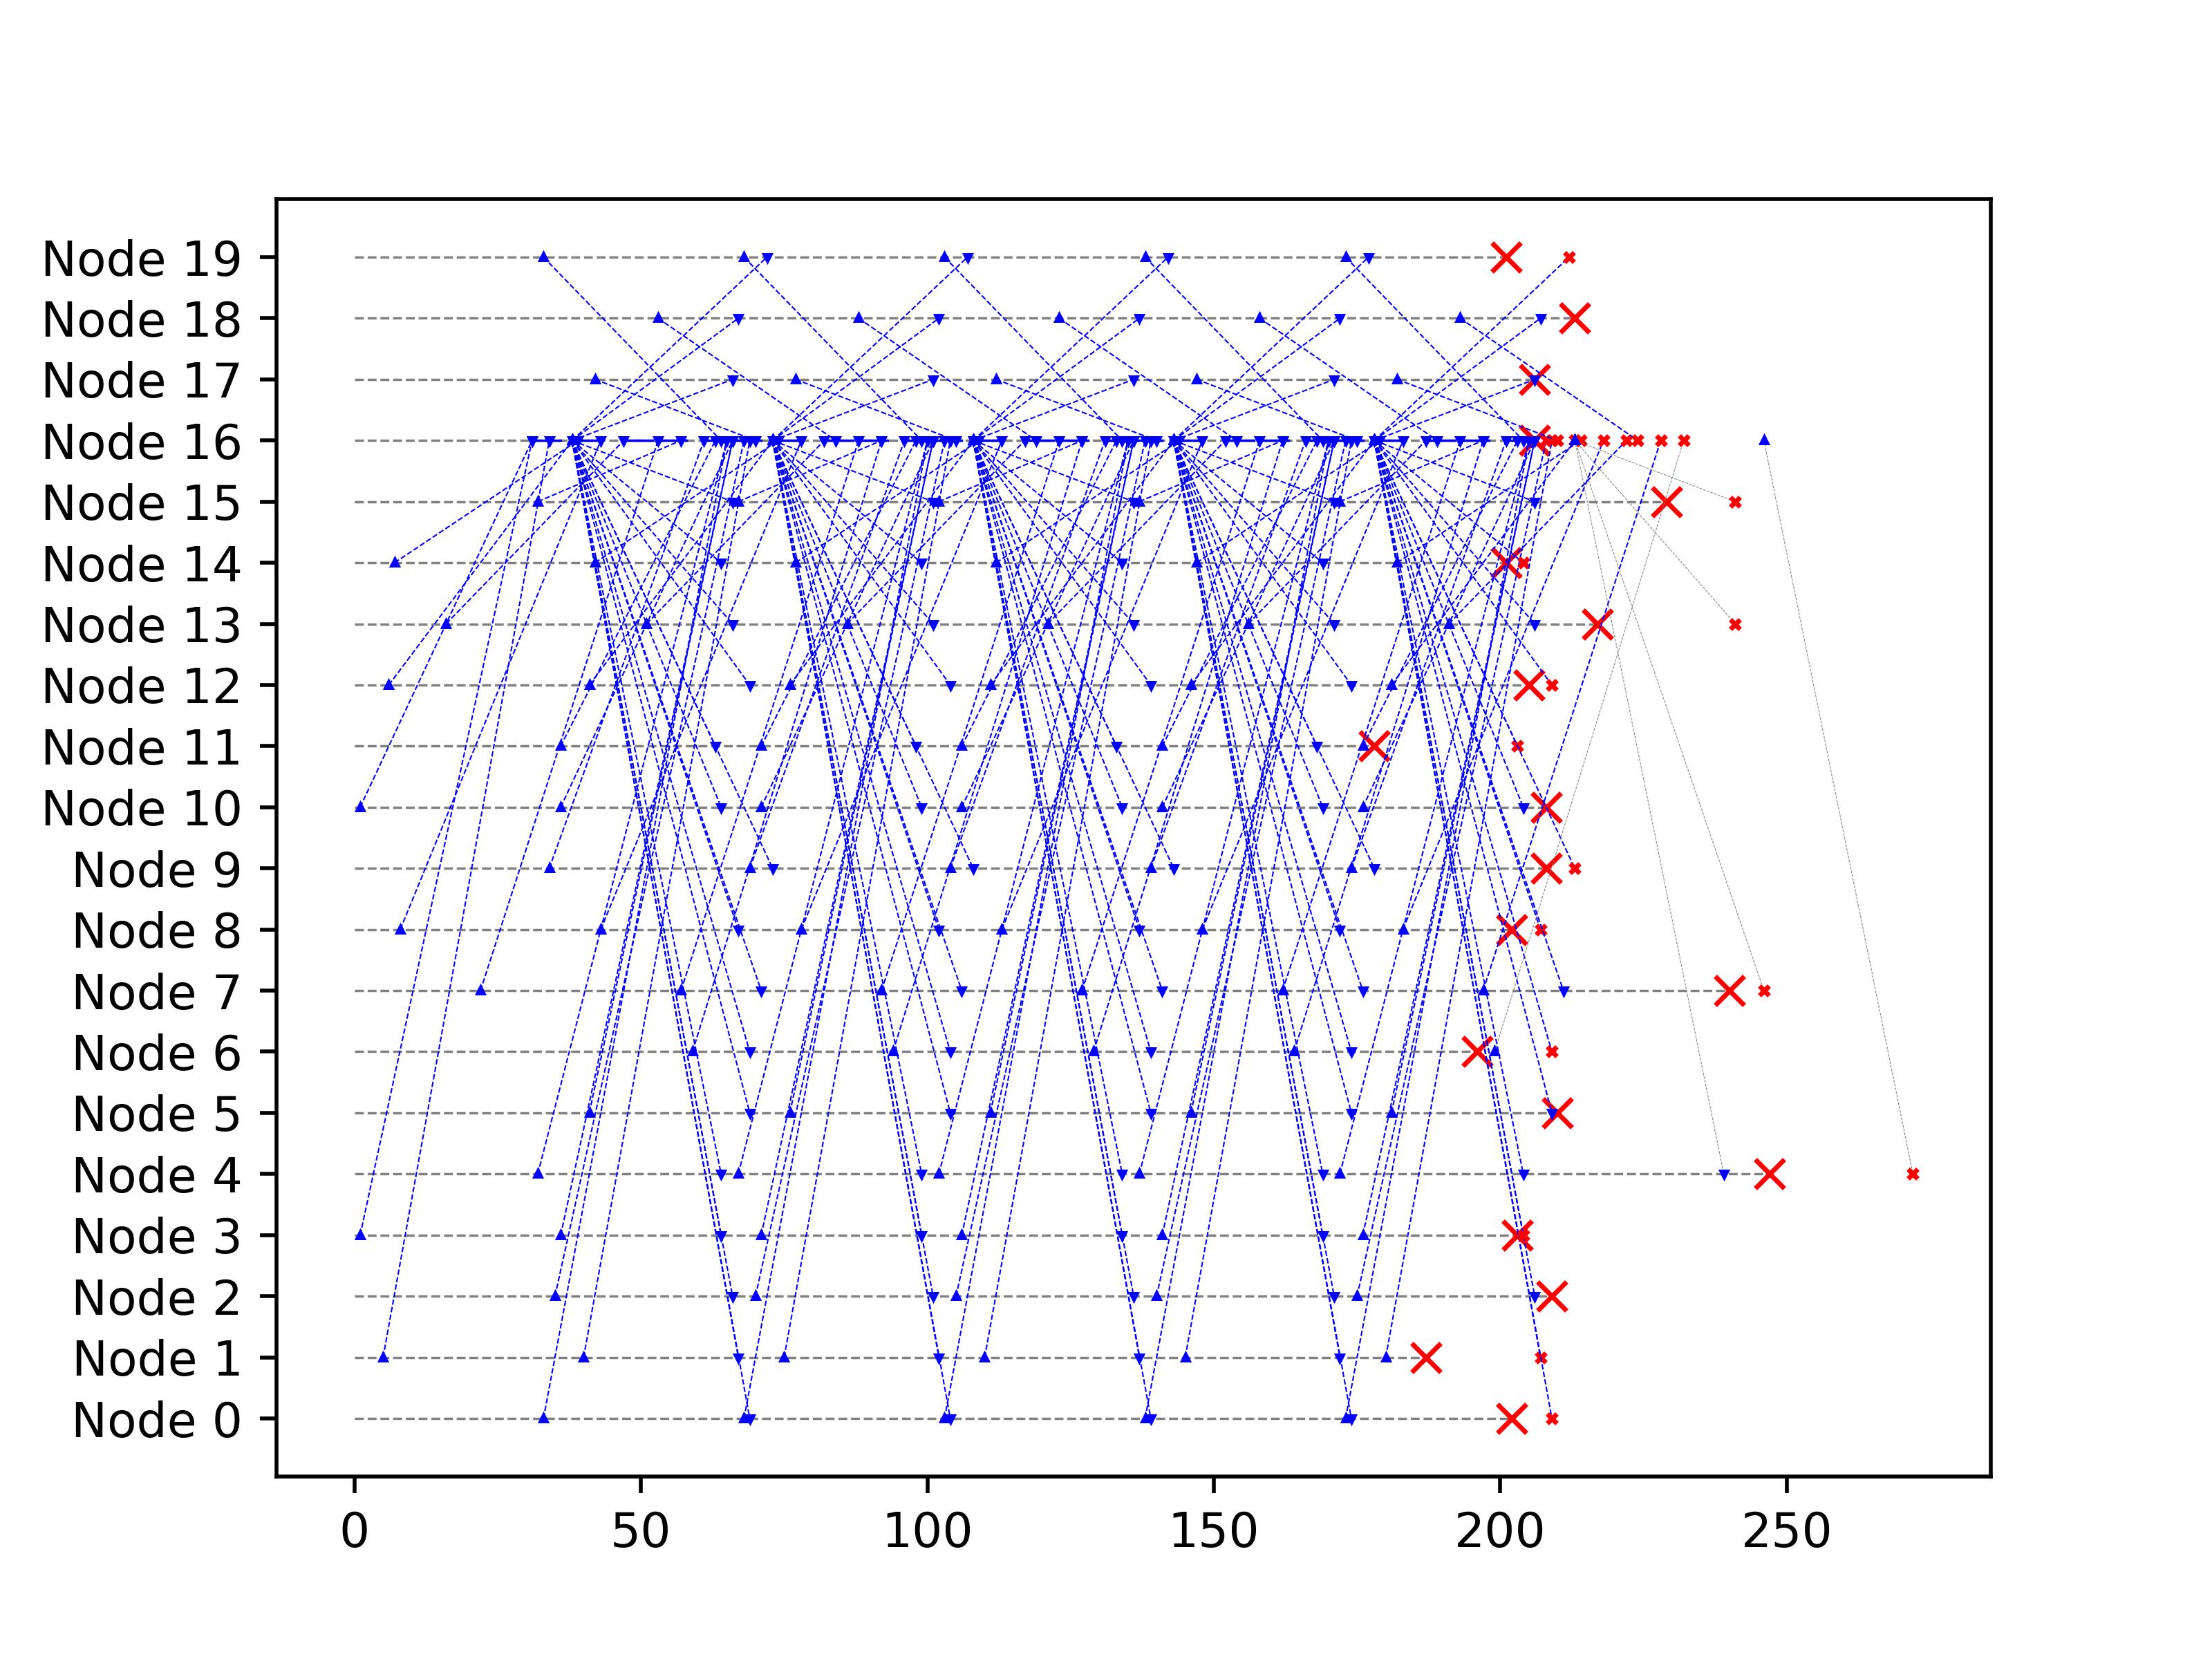 Node 19
Node 18
Node 17
Node 16
Node 15
Node 14
Node 13
Node 12
Node 11
Node 10
Node 9
Node 8
Node 7
Node 6
Node 5
Node 4
Node 3
Node 2
Node 1
Node 0
0 50 100 150 200 250